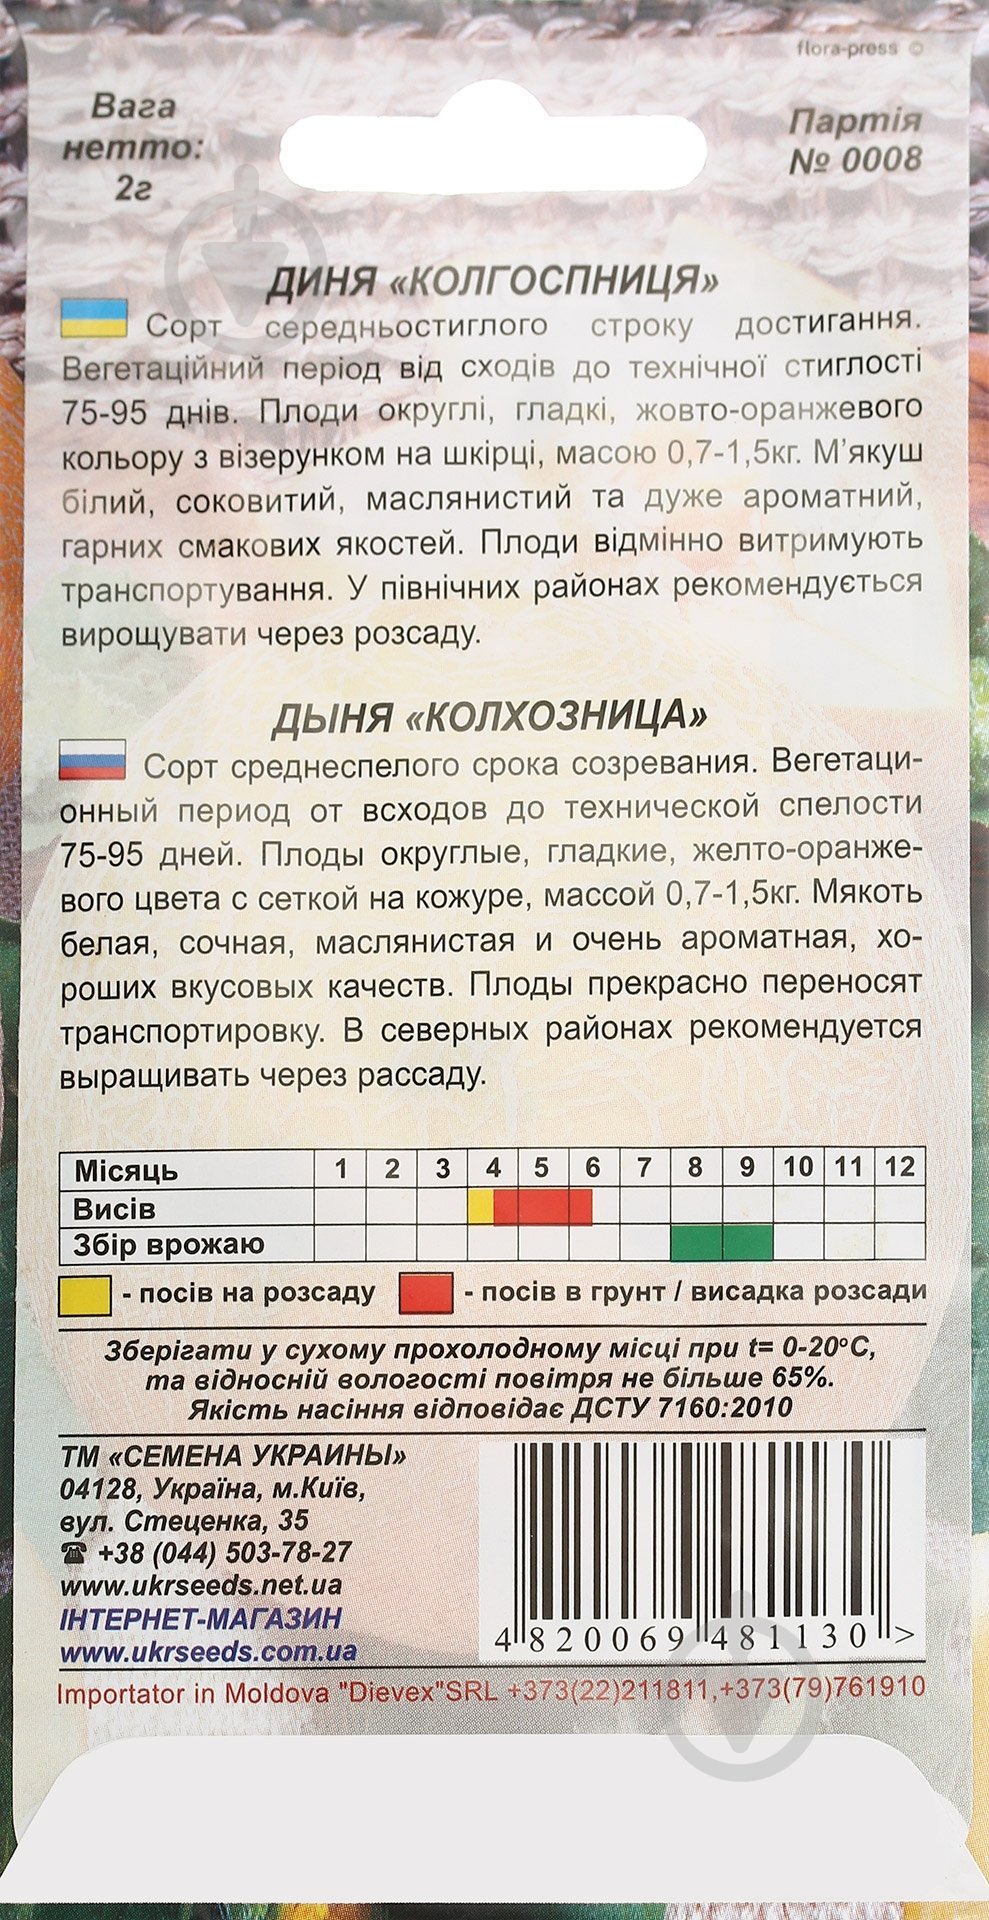 flora-press ©
Вага
нетто:
2г
Партія
№ 0008
ДИНЯ «КОЛГОСПНИЦЯ»
Сорт середньостиглого строку достигання.
Вегетаційний період від сходів до технічної стиглості
75-95 днів. Плоди округлі, гладкі, жовто-оранжевого
кольору з візерунком на шкірці, масою 0,7-1,5кг. М’якуш
білий, соковитий, маслянистий та дуже ароматний,
гарних смакових якостей. Плоди відмінно витримують
транспортування. У північних районах рекомендується
вирощувати через розсаду.
ДЫНЯ «КОЛХОЗНИЦА»
Сорт среднеспелого срока созревания. Вегетаци-
онный период от всходов до технической спелости
75-95 дней. Плоды округлые, гладкие, желто-оранже-
вого цвета с сеткой на кожуре, массой 0,7-1,5кг. Мякоть
белая, сочная, маслянистая и очень ароматная, хо-
роших вкусовых качеств. Плоды прекрасно переносят
транспортировку. В северных районах рекомендуется
выращивать через рассаду.
Місяць 1 2 3 4 5 6 7 8 9 10 11 12
Висів
Збір врожаю
- посів на розсаду - посів в грунт / висадка розсади
Зберігати у сухому прохолодному місці при t= 0-20°С,
та відносній вологості повітря не більше 65%.
Якість насіння відповідає ДСТУ 7160:2010
ТМ «СЕМЕНА УКРАИНЫ»
04128, Україна, м.Київ,
вул. Стеценка, 35
☎ +38 (044) 503-78-27
www.ukrseeds.net.ua
ІНТЕРНЕТ-МАГАЗИН
www.ukrseeds.com.ua
4 820069 481130 >
Importator in Moldova "Dievex"SRL +373(22)211811,+373(79)761910